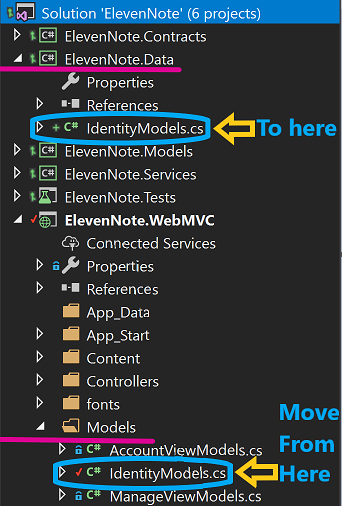 Solution 'ElevenNote' (6 projects)
C# ElevenNote.Contracts
C# ElevenNote.Data
Properties
References
C# IdentityModels.cs
To here
C# ElevenNote.Models
C# ElevenNote.Services
ElevenNote.Tests
ElevenNote.WebMVC
Connected Services
Properties
References
App_Data
App_Start
Content
Controllers
fonts
Models
C# AccountViewModels.cs
C# IdentityModels.cs
C# ManageViewModels.cs
Move
From
Here